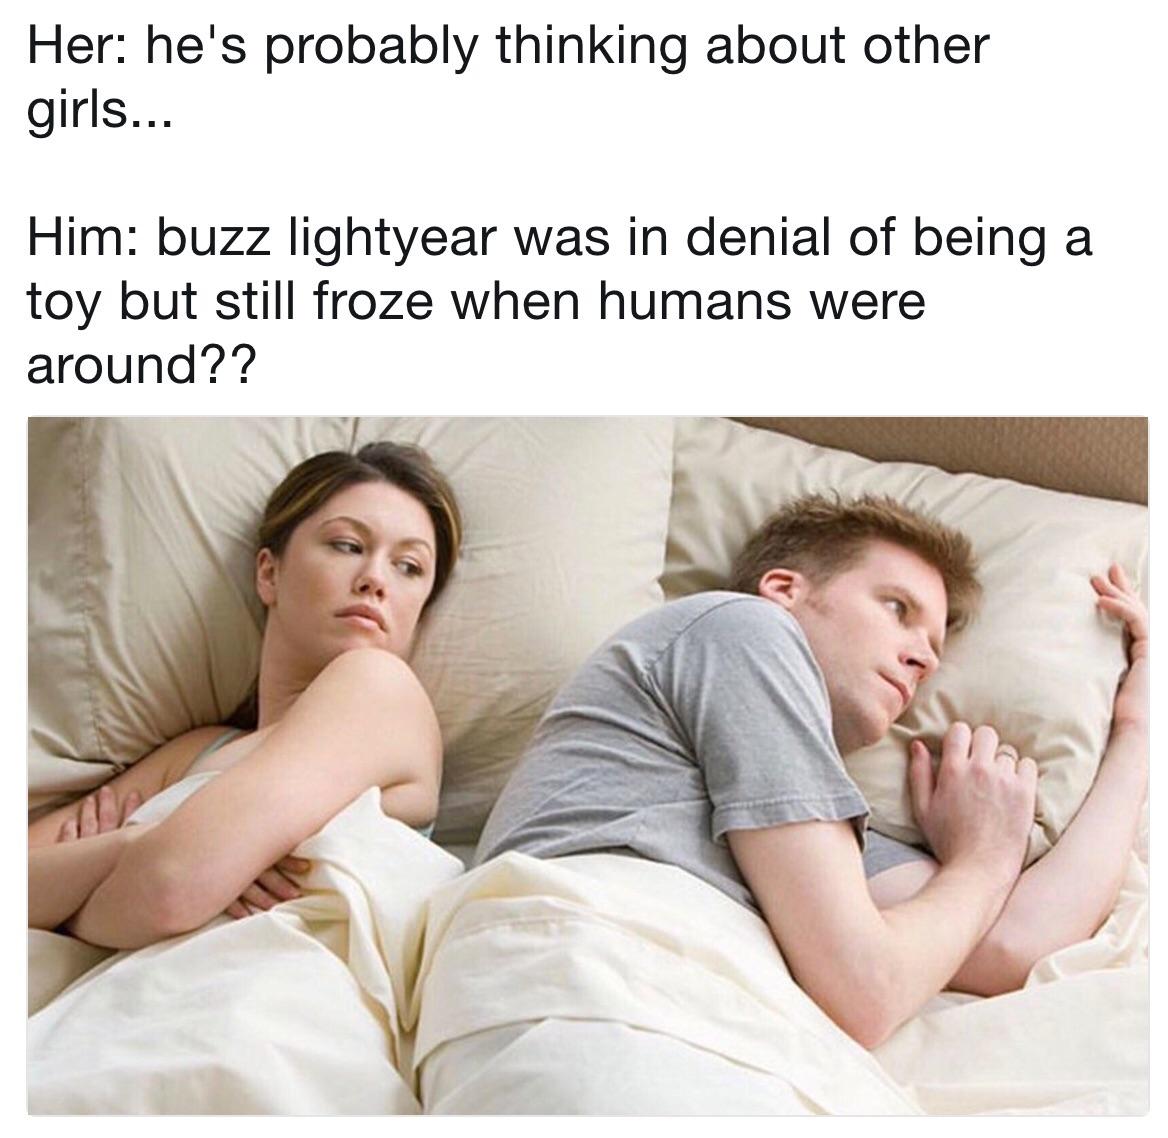 Her: he's probably thinking about other
girls...
Him: buzz lightyear was in denial of being a
toy but still froze when humans were
around??